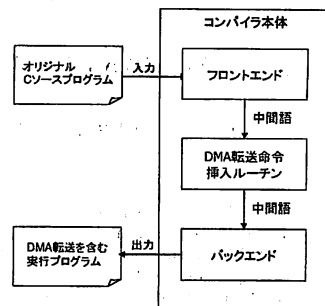 コンパイラ本体
オリジナル
Cソースプログラム
入力
フロントエンド
中間語
DMA転送命令
挿入ルーチン
中間語
DMA転送を含む
実行プログラム
出力
バックエンド